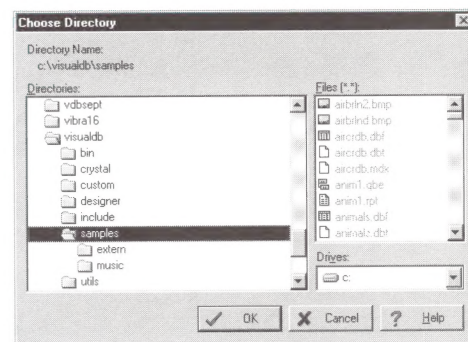 Choose Directory
Directory Name:
c:\visualdb\samples
Directories:
vdbsept
vibra16
visualdb
bin
crystal
custom
designer
include
samples
extern
music
utils
Files (*.*):
airbrln2.bmp
airbrlnd.bmp
aircrdb.dbf
aircrdb.dbt
aircrdb.mdx
anim1.qbe
anim1.rpt
animals.dbf
animals.dbt
Drives:
c:
OK
Cancel
Help